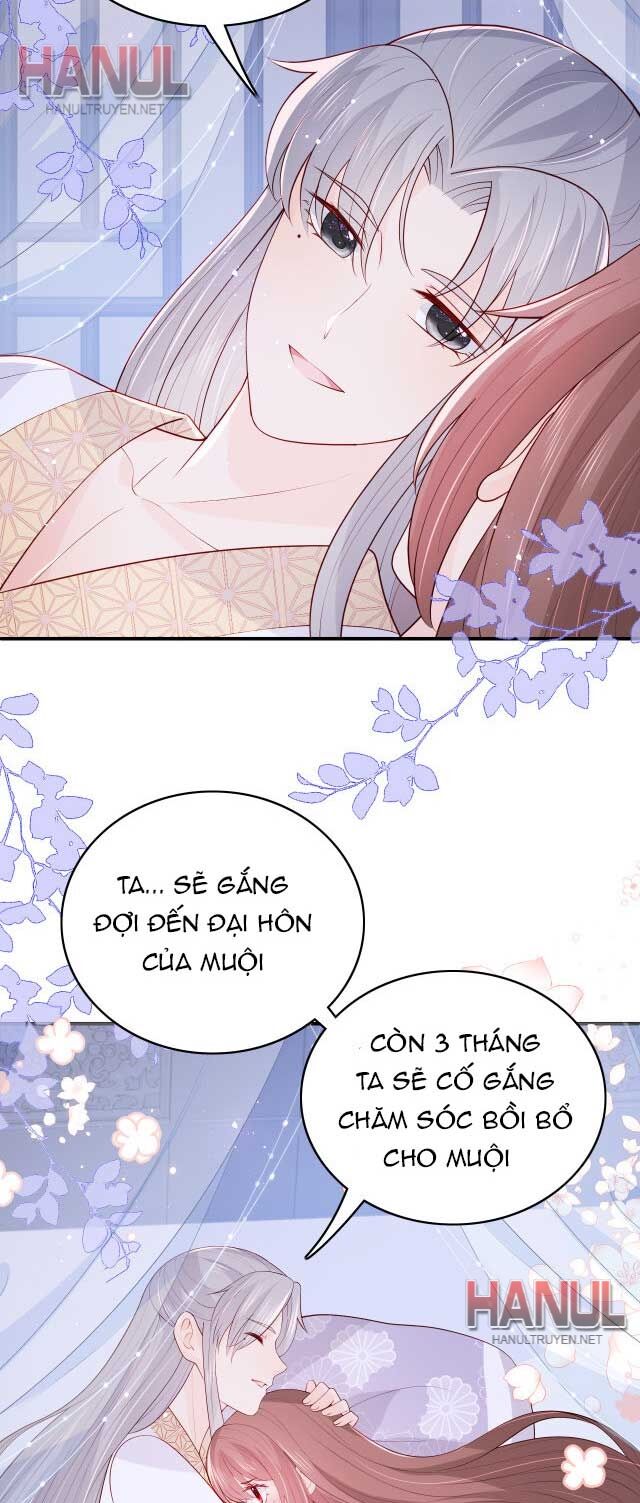 HANUL
HANULTRUYEN.NET
TA... SẼ GẮNG
ĐỢI ĐẾN ĐẠI HÔN
CỦA MUỘI
CÒN 3 THÁNG
TA SẼ CỐ GẮNG
CHĂM SÓC BỒI BỔ
CHO MUỘI
HANUL
HANULTRUYEN.NET